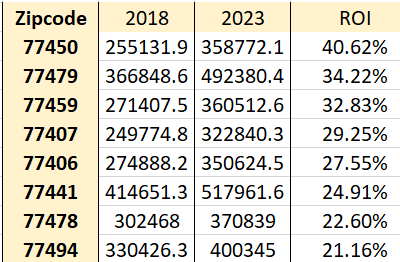 Zipcode 2018 2023 ROI
77450 255131.9 358772.1 40.62%
77479 366848.6 492380.4 34.22%
77459 271407.5 360512.6 32.83%
77407 249774.8 322840.3 29.25%
77406 274888.2 350624.5 27.55%
77441 414651.3 517961.6 24.91%
77478 302468 370839 22.60%
77494 330426.3 400345 21.16%